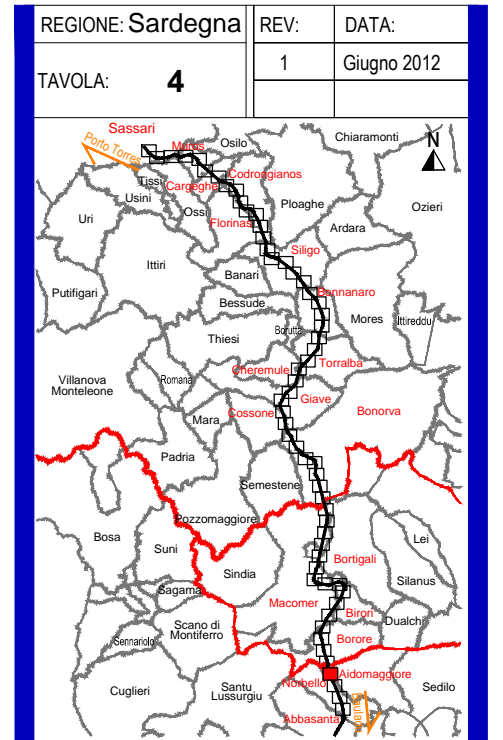 REGIONE: Sardegna
REV:
DATA:
TAVOLA: 4
1
Giugno 2012
Sassari
Porto Torres
Muros
Osilo
Chiaramonti
N
Tissi
Cargeghe
Codrongianos
Usini
Ossi
Ploaghe
Ozieri
Uri
Florinas
Ardara
Siligo
Ittiri
Banari
Bonnanaro
Putifigari
Bessude
Mores
Ittireddu
Borutta
Thiesi
Cheremule
Torralba
Villanova
Monteleone
Romana
Giave
Cossone
Bonorva
Mara
Padria
Semestene
Pozzomaggiore
Bosa
Suni
Lei
Bortigali
Sindia
Silanus
Sagama
Macomer
Birori
Dualchi
Scano di
Montiferro
Sennariolo
Borore
Aidomaggiore
Norbello
Cuglieri
Santu
Lussurgiu
Sedilo
Abbasanta